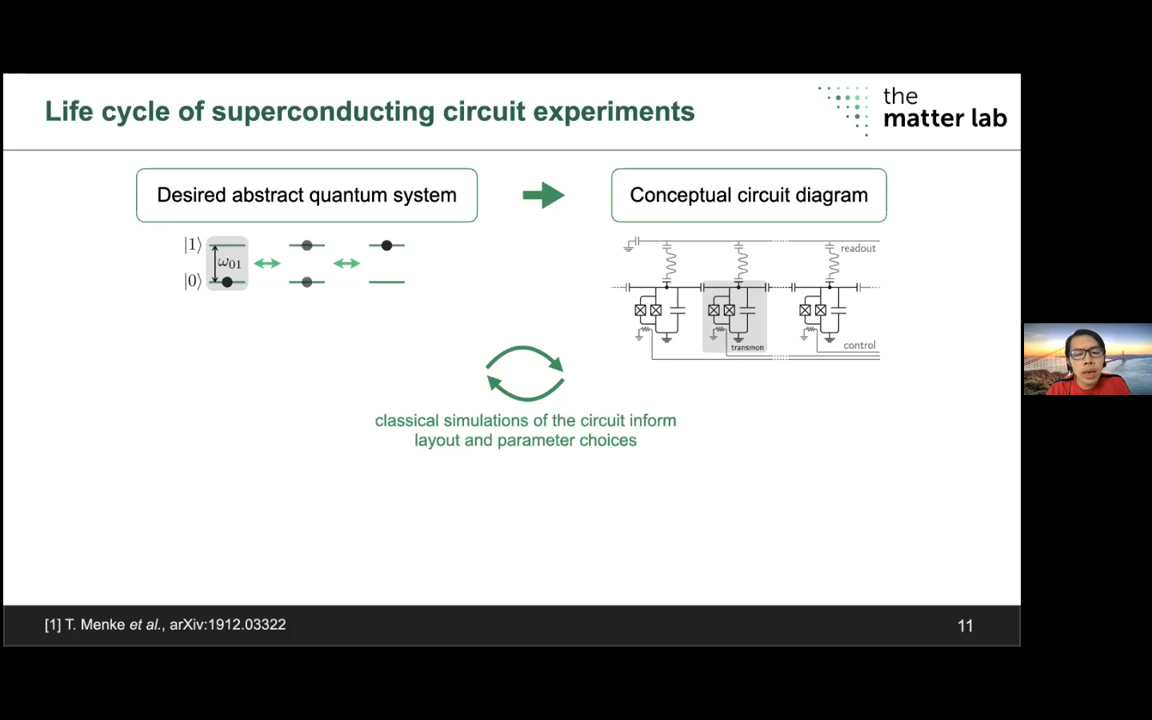 Life cycle of superconducting circuit experiments
the
matter lab
Desired abstract quantum system
Conceptual circuit diagram
|1⟩
ω01
|0⟩
readout
transmon
control
classical simulations of the circuit inform
layout and parameter choices
[1] T. Menke et al., arXiv:1912.03322
11